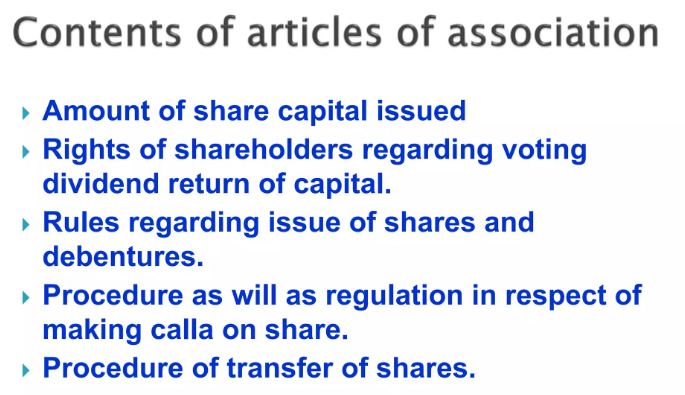 Contents of articles of association
Amount of share capital issued
Rights of shareholders regarding voting
dividend return of capital.
Rules regarding issue of shares and
debentures.
Procedure as will as regulation in respect of
making calla on share.
Procedure of transfer of shares.